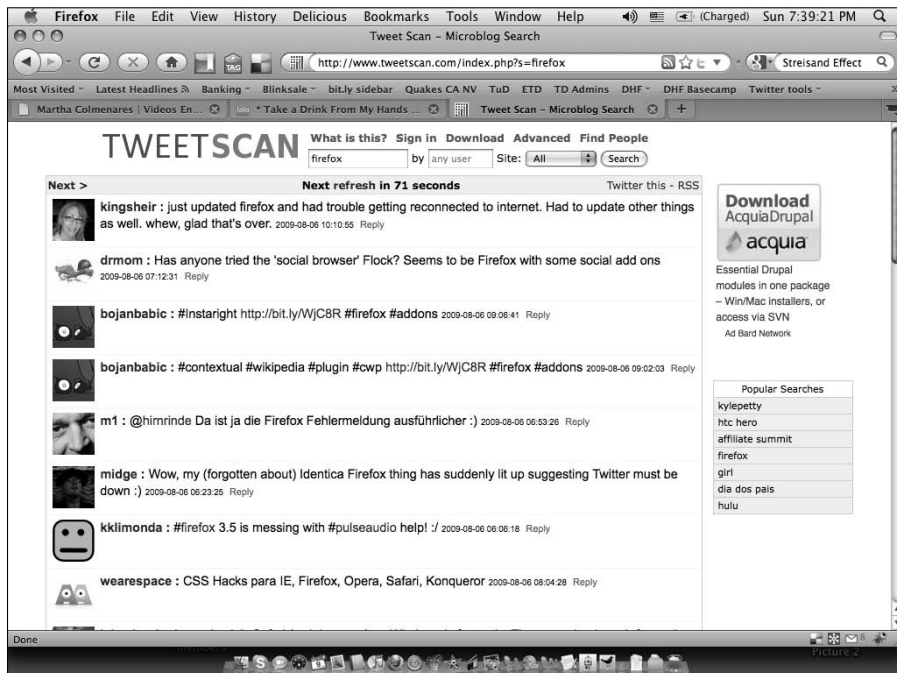 Firefox File Edit View History Delicious Bookmarks Tools Window Help (Charged) Sun 7:39:21 PM
Tweet Scan – Microblog Search
http://www.tweetscan.com/index.php?s=firefox Streisand Effect
TAG
Most Visited Latest Headlines Banking Blinksale bit.ly sidebar Quakes CA NV TuD ETD TD Admins DHF DHF Basecamp Twitter tools
Martha Colmenares | Videos En... * Take a Drink From My Hands ... Tweet Scan – Microblog Search
TWEETSCAN
What is this? Sign in Download Advanced Find People
firefox by any user Site: All Search
Next > Next refresh in 71 seconds Twitter this - RSS
kingsheir : just updated firefox and had trouble getting reconnected to internet. Had to update other things
as well. whew, glad that's over. 2009-08-06 10:10:55 Reply
drmom : Has anyone tried the 'social browser' Flock? Seems to be Firefox with some social add ons
2009-08-06 07:12:31 Reply
bojanbabic : #Instaright http://bit.ly/WjC8R #firefox #addons 2009-08-06 09:06:41 Reply
bojanbabic : #contextual #wikipedia #plugin #cwp http://bit.ly/WjC8R #firefox #addons 2009-08-06 09:02:03 Reply
m1 : @himrinde Da ist ja die Firefox Fehlermeldung ausführlicher :) 2009-08-06 06:53:26 Reply
midge : Wow, my (forgotten about) Identica Firefox thing has suddenly lit up suggesting Twitter must be
down :) 2009-08-06 06:23:25 Reply
kklimonda : #firefox 3.5 is messing with #pulseaudio help! :/ 2009-08-06 06:06:18 Reply
wearespace : CSS Hacks para IE, Firefox, Opera, Safari, Konqueror 2009-08-06 08:04:28 Reply
Download
AcquiaDrupal
acquia
Essential Drupal
modules in one package
– Win/Mac installers, or
access via SVN
Ad Bard Network
Popular Searches
kylepetty
htc hero
affiliate summit
firefox
girl
dia dos pais
hulu
Done 8
members
Picture 2